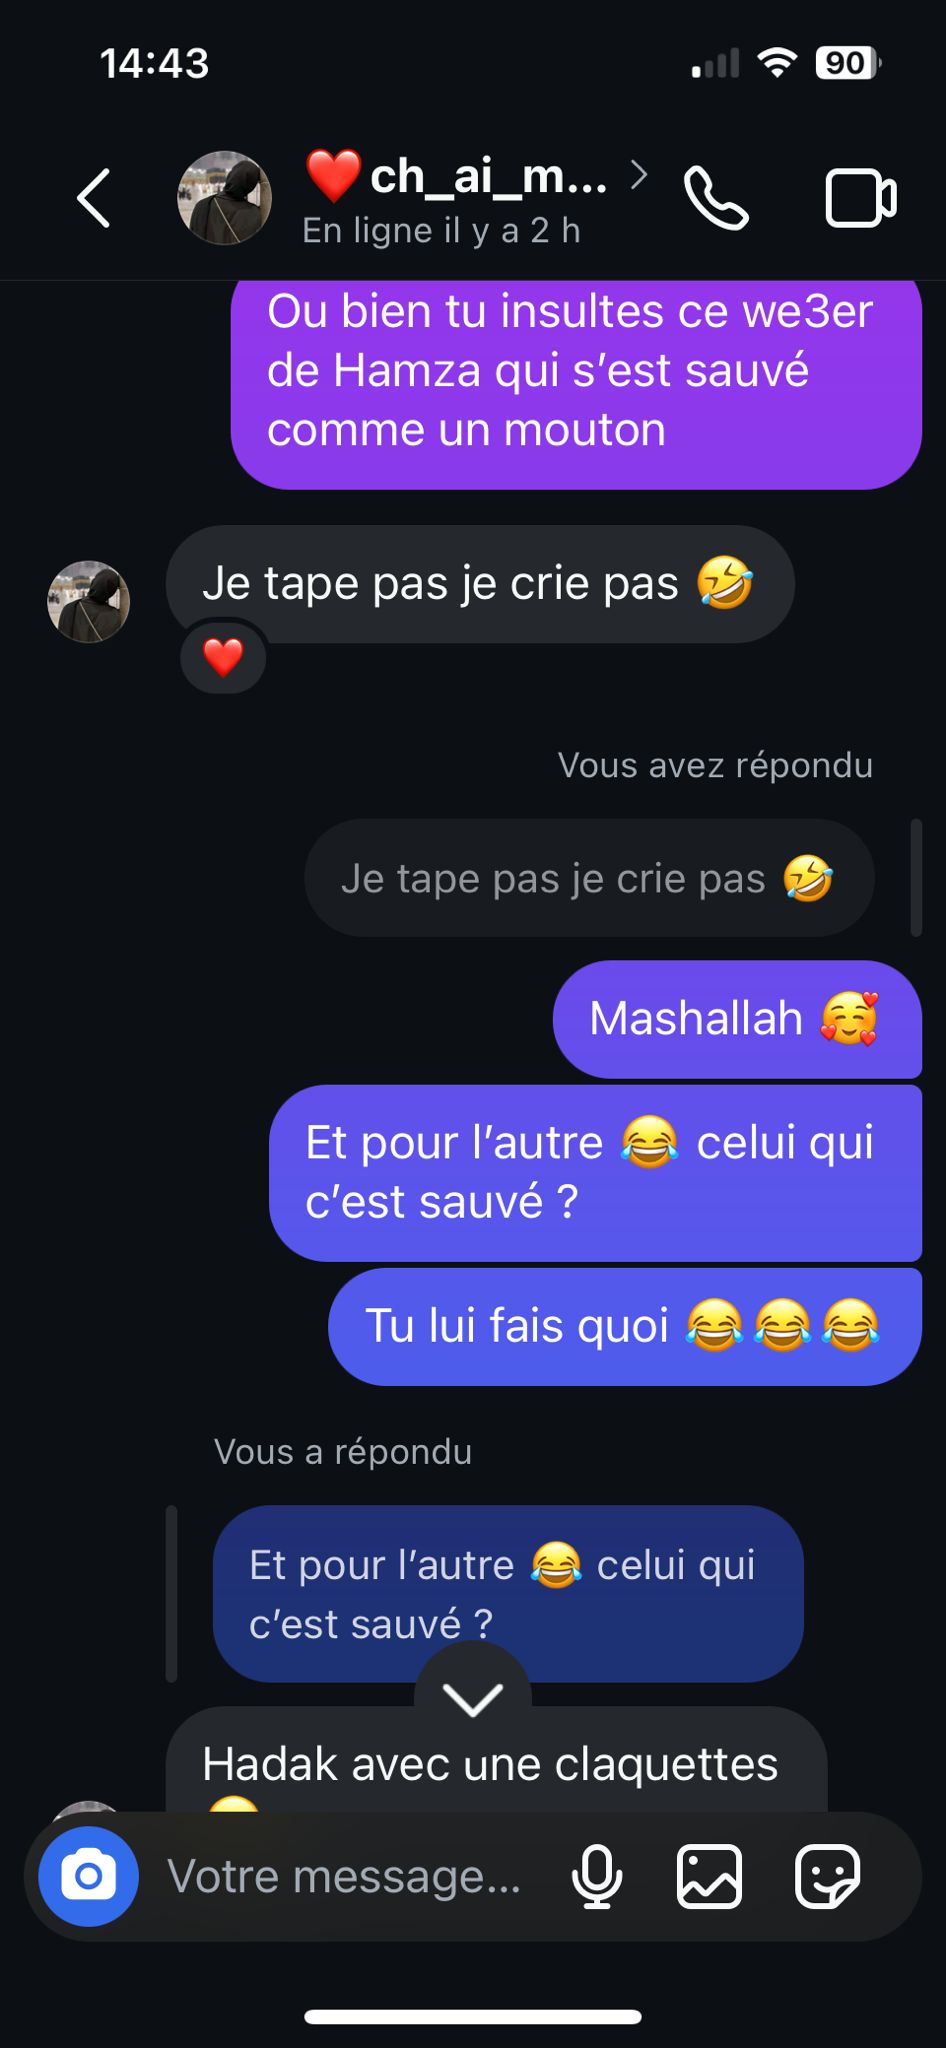 14:43
90
❤️ch_ai_m...
En ligne il y a 2 h
Ou bien tu insultes ce we3er
de Hamza qui s’est sauvé
comme un mouton
Je tape pas je crie pas 🤣
❤️
Vous avez répondu
Je tape pas je crie pas 🤣
Mashallah 🥰
Et pour l’autre 😂 celui qui
c’est sauvé ?
Tu lui fais quoi 😂😂😂
Vous a répondu
Et pour l’autre 😂 celui qui
c’est sauvé ?
Hadak avec une claquettes
Votre message...